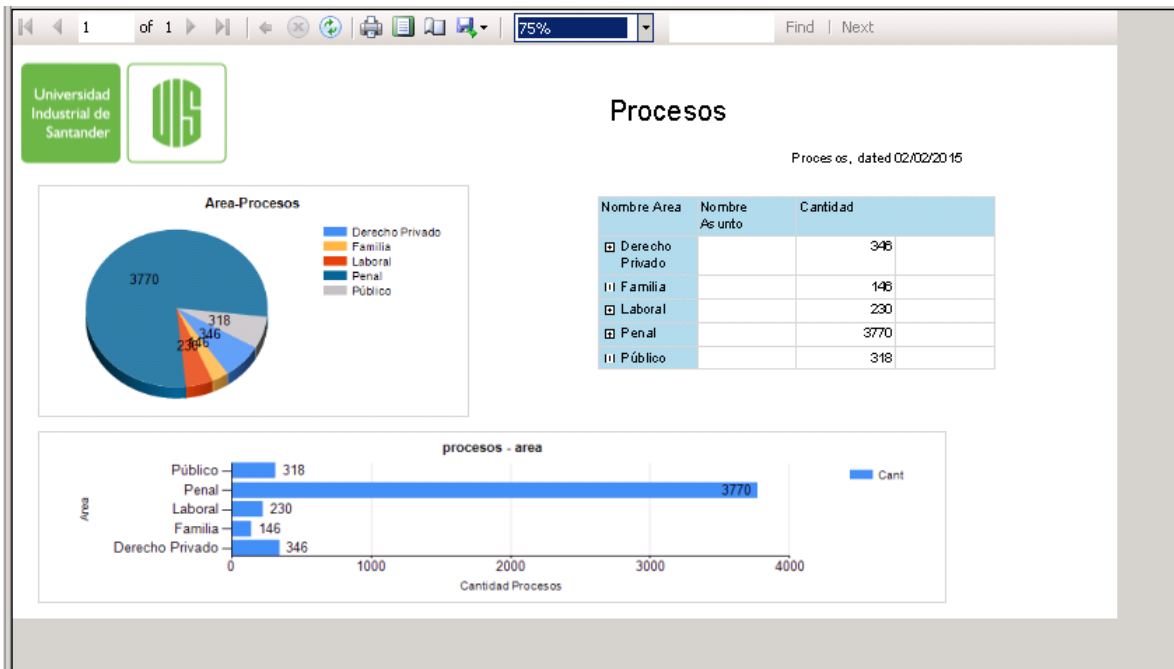 1 of 1 75% Find | Next
Universidad
Industrial de
Santander
UIS
Procesos
Procesos, dated 02/02/2015
Area-Procesos
Derecho Privado
Familia
Laboral
Penal
Público
3770
318
346
146
230
Nombre Area Nombre Asunto Cantidad
Derecho Privado 346
Familia 146
Laboral 230
Penal 3770
Público 318
procesos - area
Público 318
Penal 3770
Laboral 230
Familia 146
Derecho Privado 346
Area
0 1000 2000 3000 4000
Cantidad Procesos
Cant